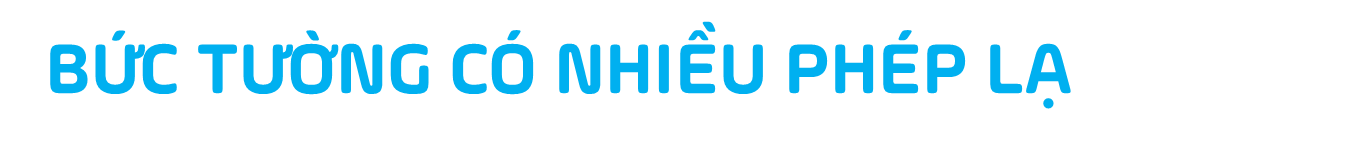 BỨC TƯỜNG CÓ NHIỀU PHÉP LẠ